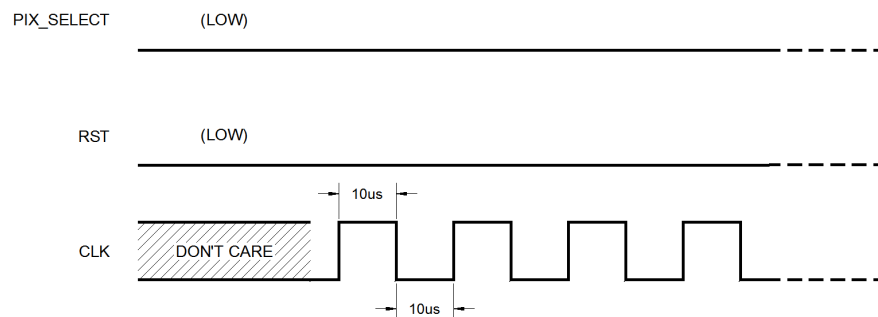 PIX_SELECT (LOW)
RST (LOW)
10us
CLK DON'T CARE
10us